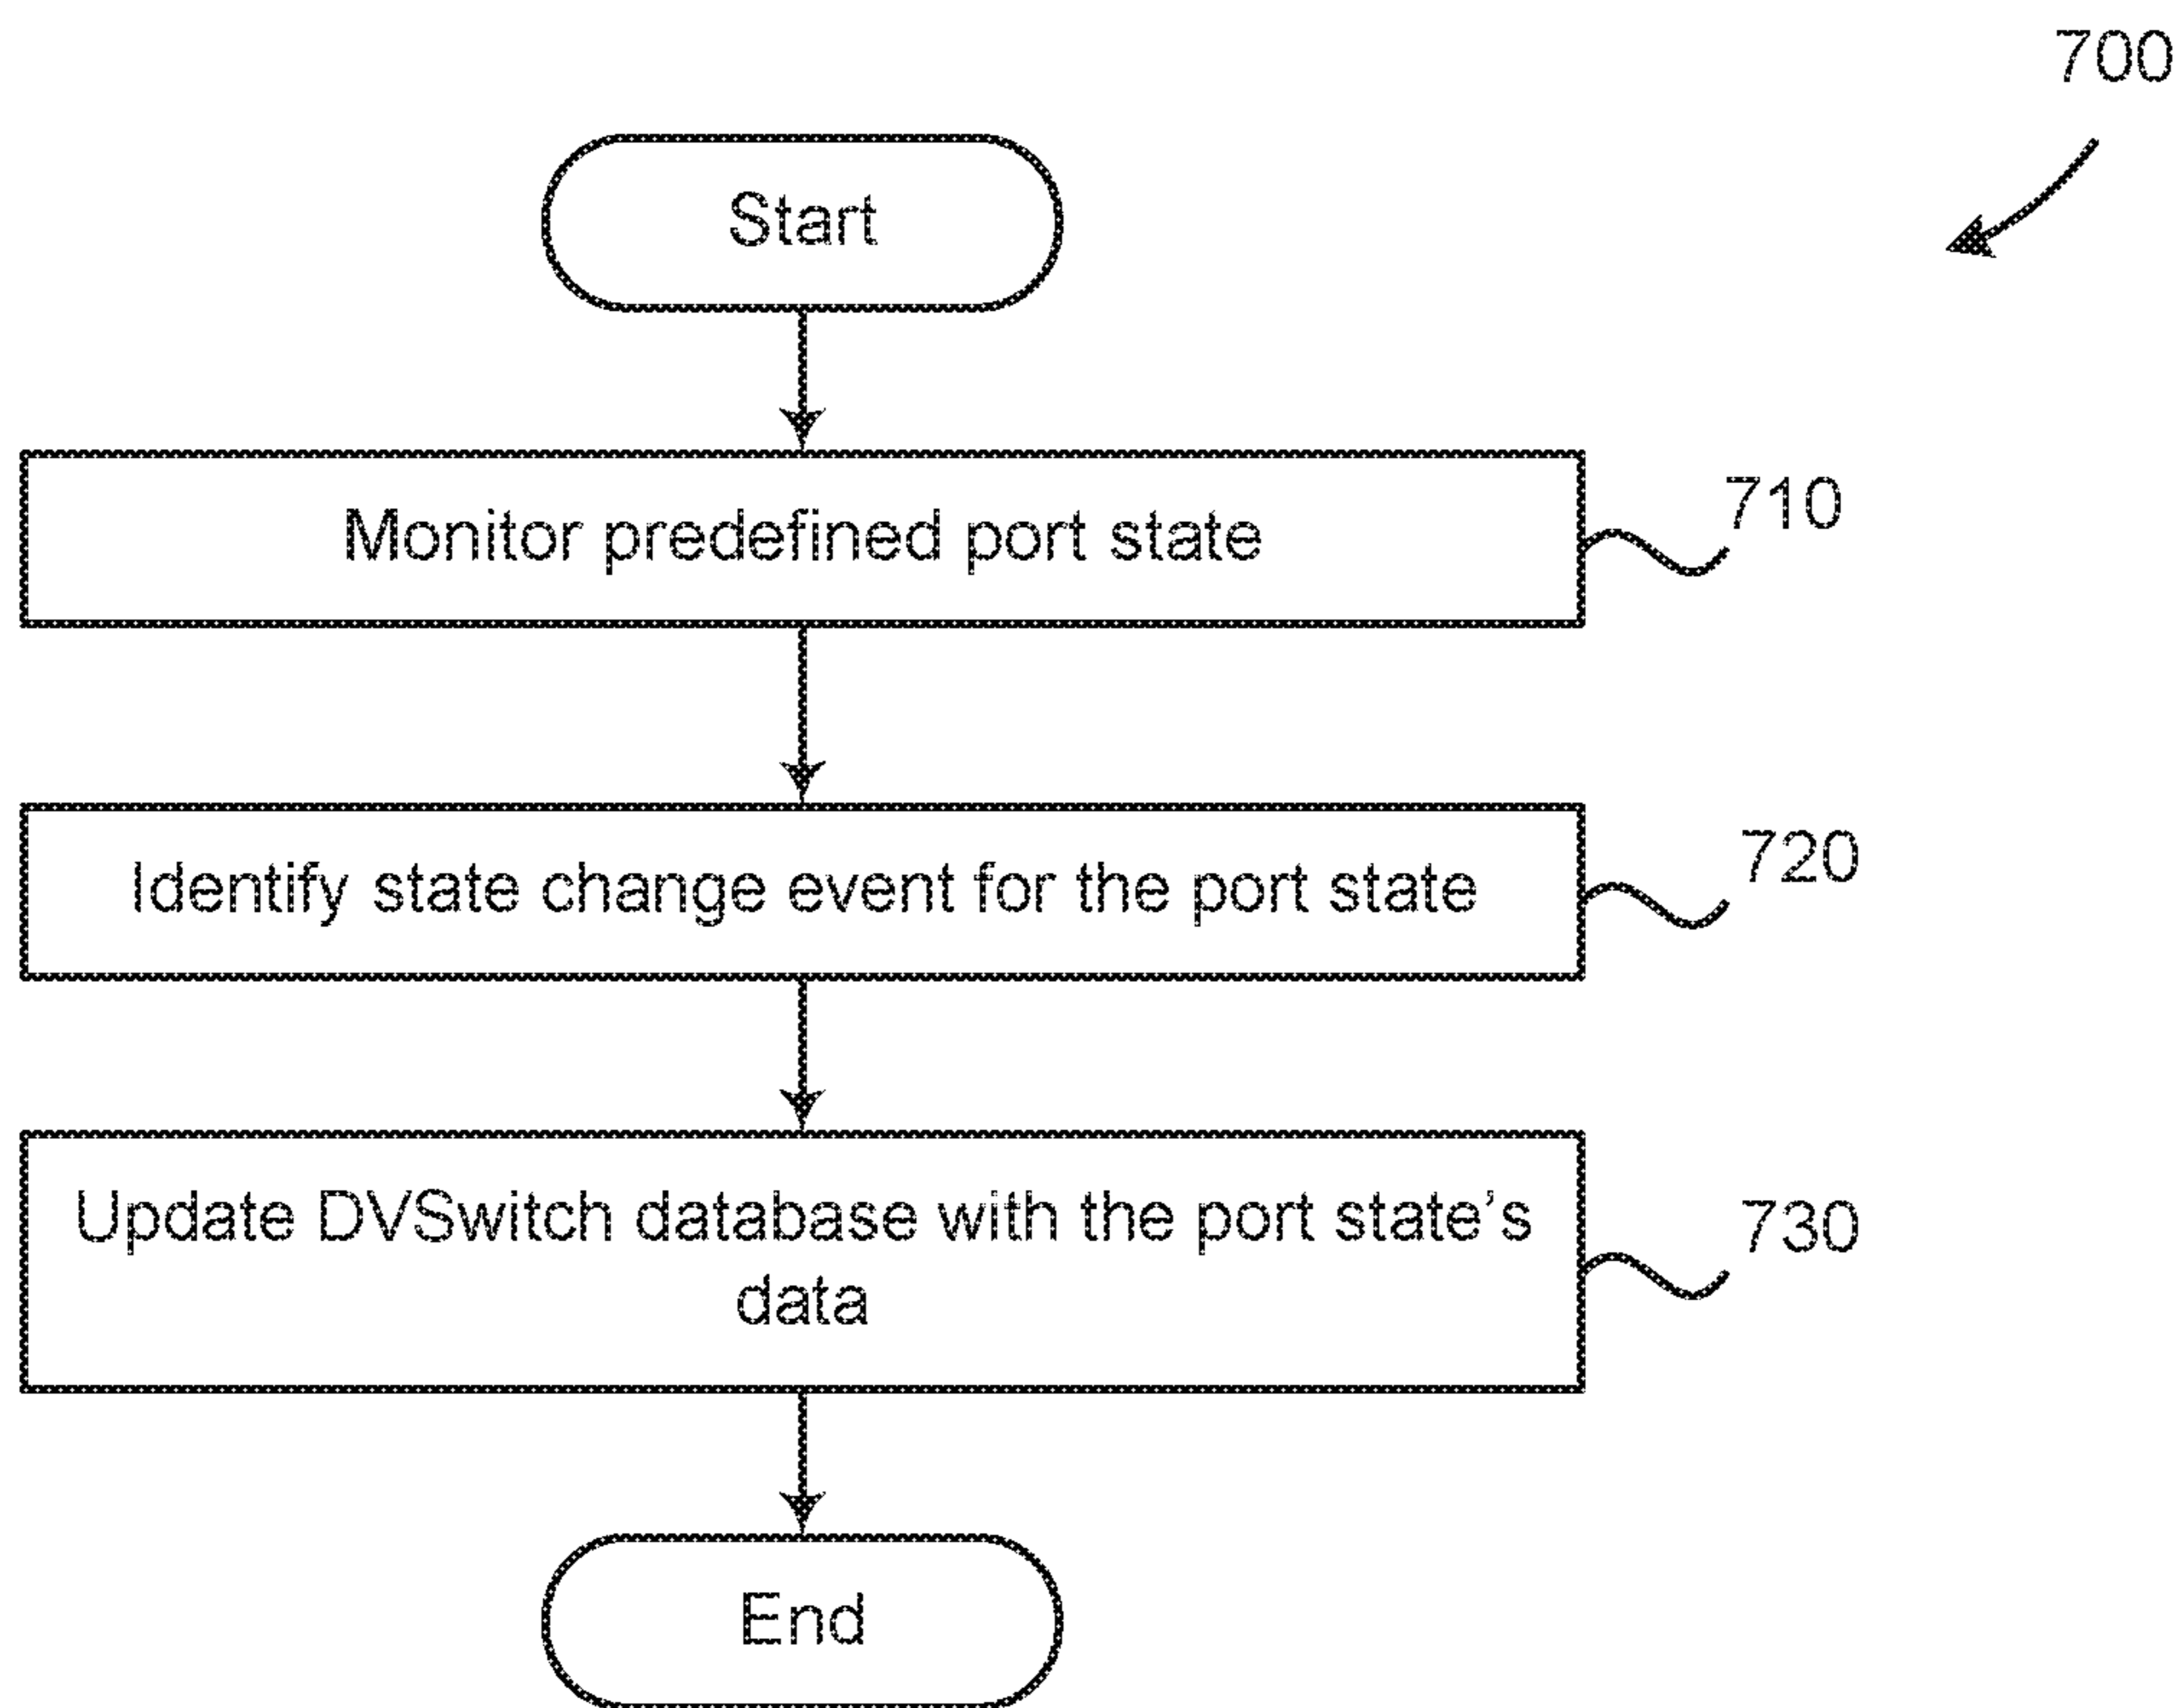 700
Start
Monitor predefined port state
710
Identify state change event for the port state
720
Update DVSwitch database with the port state's
data
730
End